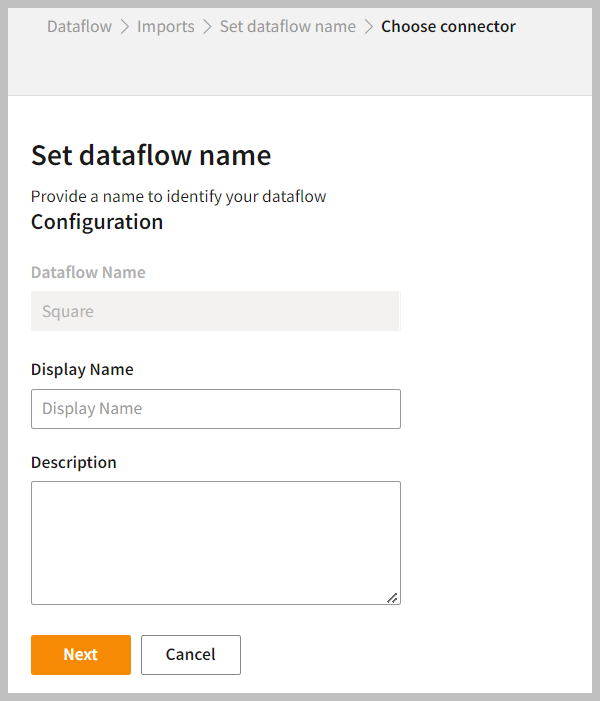 Dataflow > Imports > Set dataflow name > Choose connector
Set dataflow name
Provide a name to identify your dataflow
Configuration
Dataflow Name
Square
Display Name
Display Name
Description
Next Cancel